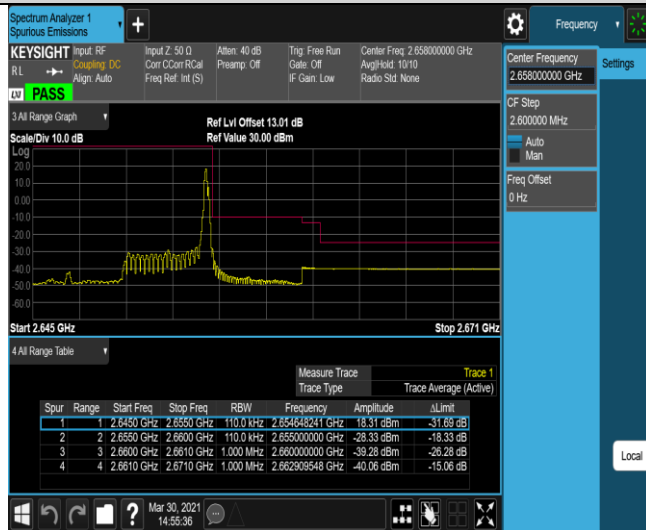 Spectrum Analyzer 1
Spurious Emissions
+
Frequency
KEYSIGHT Input: RF Input Z: 50 Ω Atten: 40 dB Trig: Free Run Center Freq: 2.658000000 GHz
RL Coupling: DC Corr CCorr RCal Preamp: Off Gate: Off Avg|Hold: 10/10
Align: Auto Freq Ref: Int (S) IF Gain: Low Radio Std: None
LXI PASS
Center Frequency
2.658000000 GHz
Settings
CF Step
2.600000 MHz
Auto
Man
Freq Offset
0 Hz
3 All Range Graph
Ref Lvl Offset 13.01 dB
Scale/Div 10.0 dB Ref Value 30.00 dBm
Log
20.0
10.0
0.00
-10.0
-20.0
-30.0
-40.0
-50.0
-60.0
Start 2.645 GHz Stop 2.671 GHz
4 All Range Table
Measure Trace Trace 1
Trace Type Trace Average (Active)
Spur Range Start Freq Stop Freq RBW Frequency Amplitude ΔLimit
1 1 2.6450 GHz 2.6550 GHz 110.0 kHz 2.654648241 GHz 18.31 dBm -31.69 dB
2 2 2.6550 GHz 2.6600 GHz 110.0 kHz 2.655000000 GHz -28.33 dBm -18.33 dB
3 3 2.6600 GHz 2.6610 GHz 1.000 MHz 2.660000000 GHz -39.28 dBm -26.28 dB
4 4 2.6610 GHz 2.6710 GHz 1.000 MHz 2.662909548 GHz -40.06 dBm -15.06 dB
Local
?
Mar 30, 2021
14:55:36